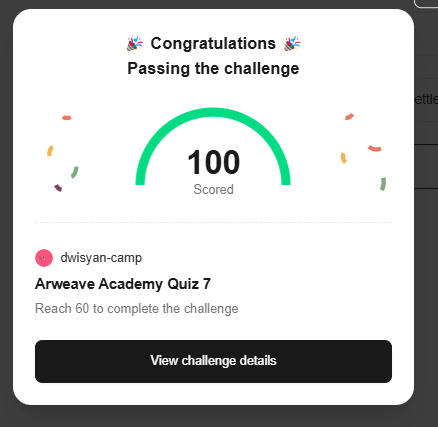 🎉 Congratulations 🎉
Passing the challenge
100
Scored
dwisyan-camp
Arweave Academy Quiz 7
Reach 60 to complete the challenge
View challenge details